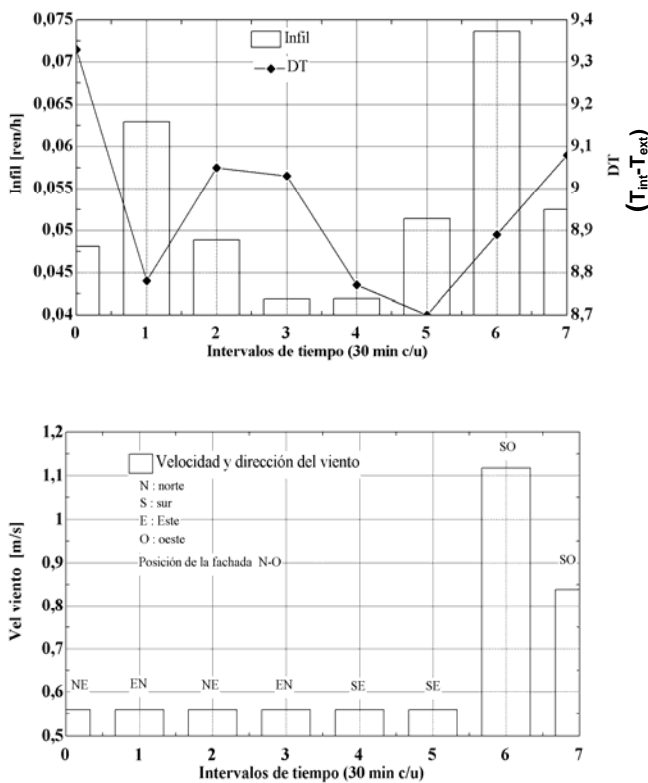 0,075
0,07
0,065
0,06
0,055
0,05
0,045
0,04
Infil [ren/h]
Infil
DT
9,4
9,3
9,2
9,1
9
8,9
8,8
8,7
DT
(Tint-Text)
0 1 2 3 4 5 6 7
Intervalos de tiempo (30 min c/u)
1,2
1,1
1
0,9
0,8
0,7
0,6
0,5
Vel viento [m/s]
Velocidad y dirección del viento
N : norte
S : sur
E : Este
O : oeste
Posición de la fachada N-O
SO
SO
NE EN NE EN SE SE
0 1 2 3 4 5 6 7
Intervalos de tiempo (30 min c/u)